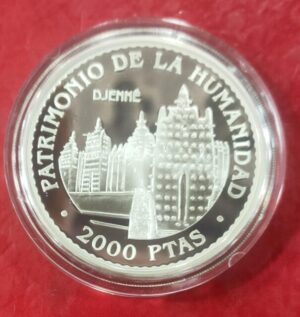 PATRIMONIO DE LA HUMANIDAD
DJENNÉ
• 2000 PTAS •